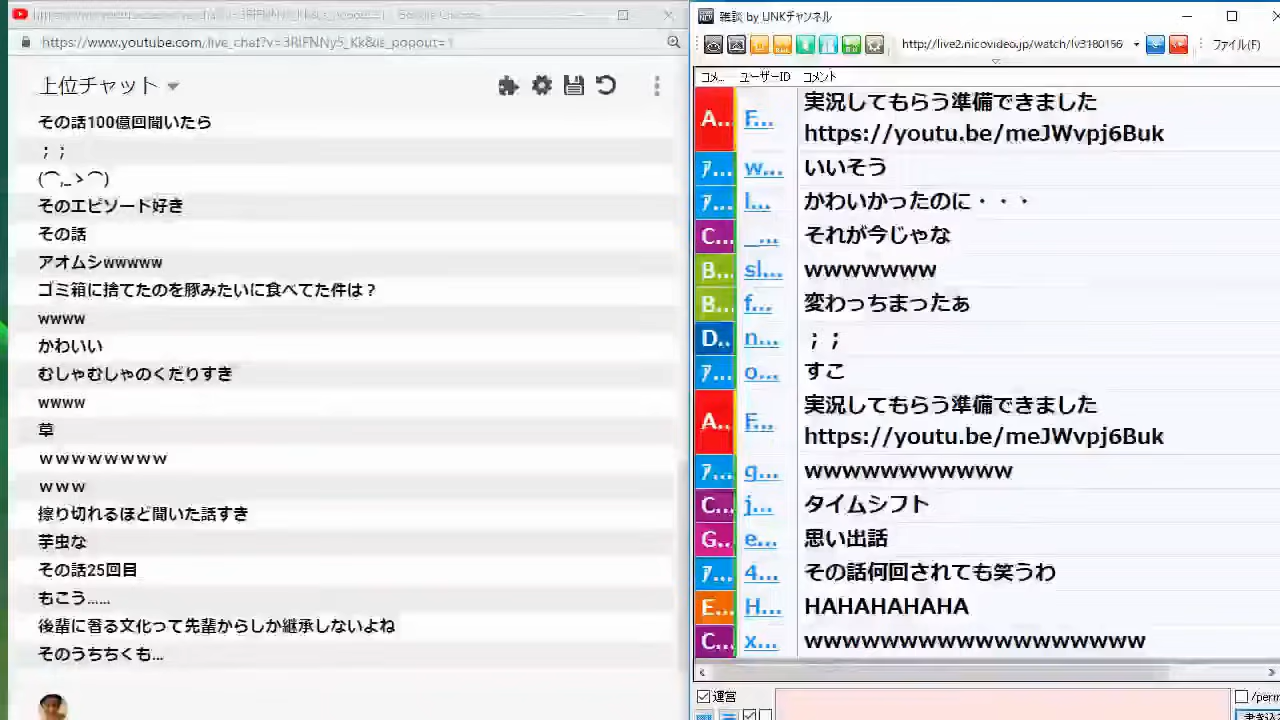 https://www.youtube.com/live_chat?v=
上位チャット
その話100億回聞いたら
；；
(⌒,_ゝ⌒)
そのエピソード好き
その話
アオムシwwwww
ゴミ箱に捨てたのを豚みたいに食べてた件は？
wwww
かわいい
むしゃむしゃのくだりすき
wwww
草
ｗｗｗｗｗｗｗｗ
wwww
擦り切れるほど聞いた話すき
芋虫な
その話25回目
もこう......
後輩に奢る文化って先輩からしか継承しないよね
そのうちちくも...
雑談 by UNKチャンネル
http://live2.nicovideo.jp/watch/lv3180156
ファイル(F)
コメ... ユーザーID コメント
A... F... 実況してもらう準備できました
https://youtu.be/meJWvpj6Buk
ｱ... w... いいそう
ｱ... l... かわいかったのに・・・
C... _... それが今じゃな
B... sl... wwwwwww
B... f... 変わっちまったぁ
D.. n... ；；
ｱ... o... すこ
A.. F... 実況してもらう準備できました
https://youtu.be/meJWvpj6Buk
ｱ... g... wwwwwwwwwww
C... j... タイムシフト
G.. e... 思い出話
ｱ... 4... その話何回されても笑うわ
E... H... HAHAHAHAHA
C... x... wwwwwwwwwwwwwwwwww
運営
/perm